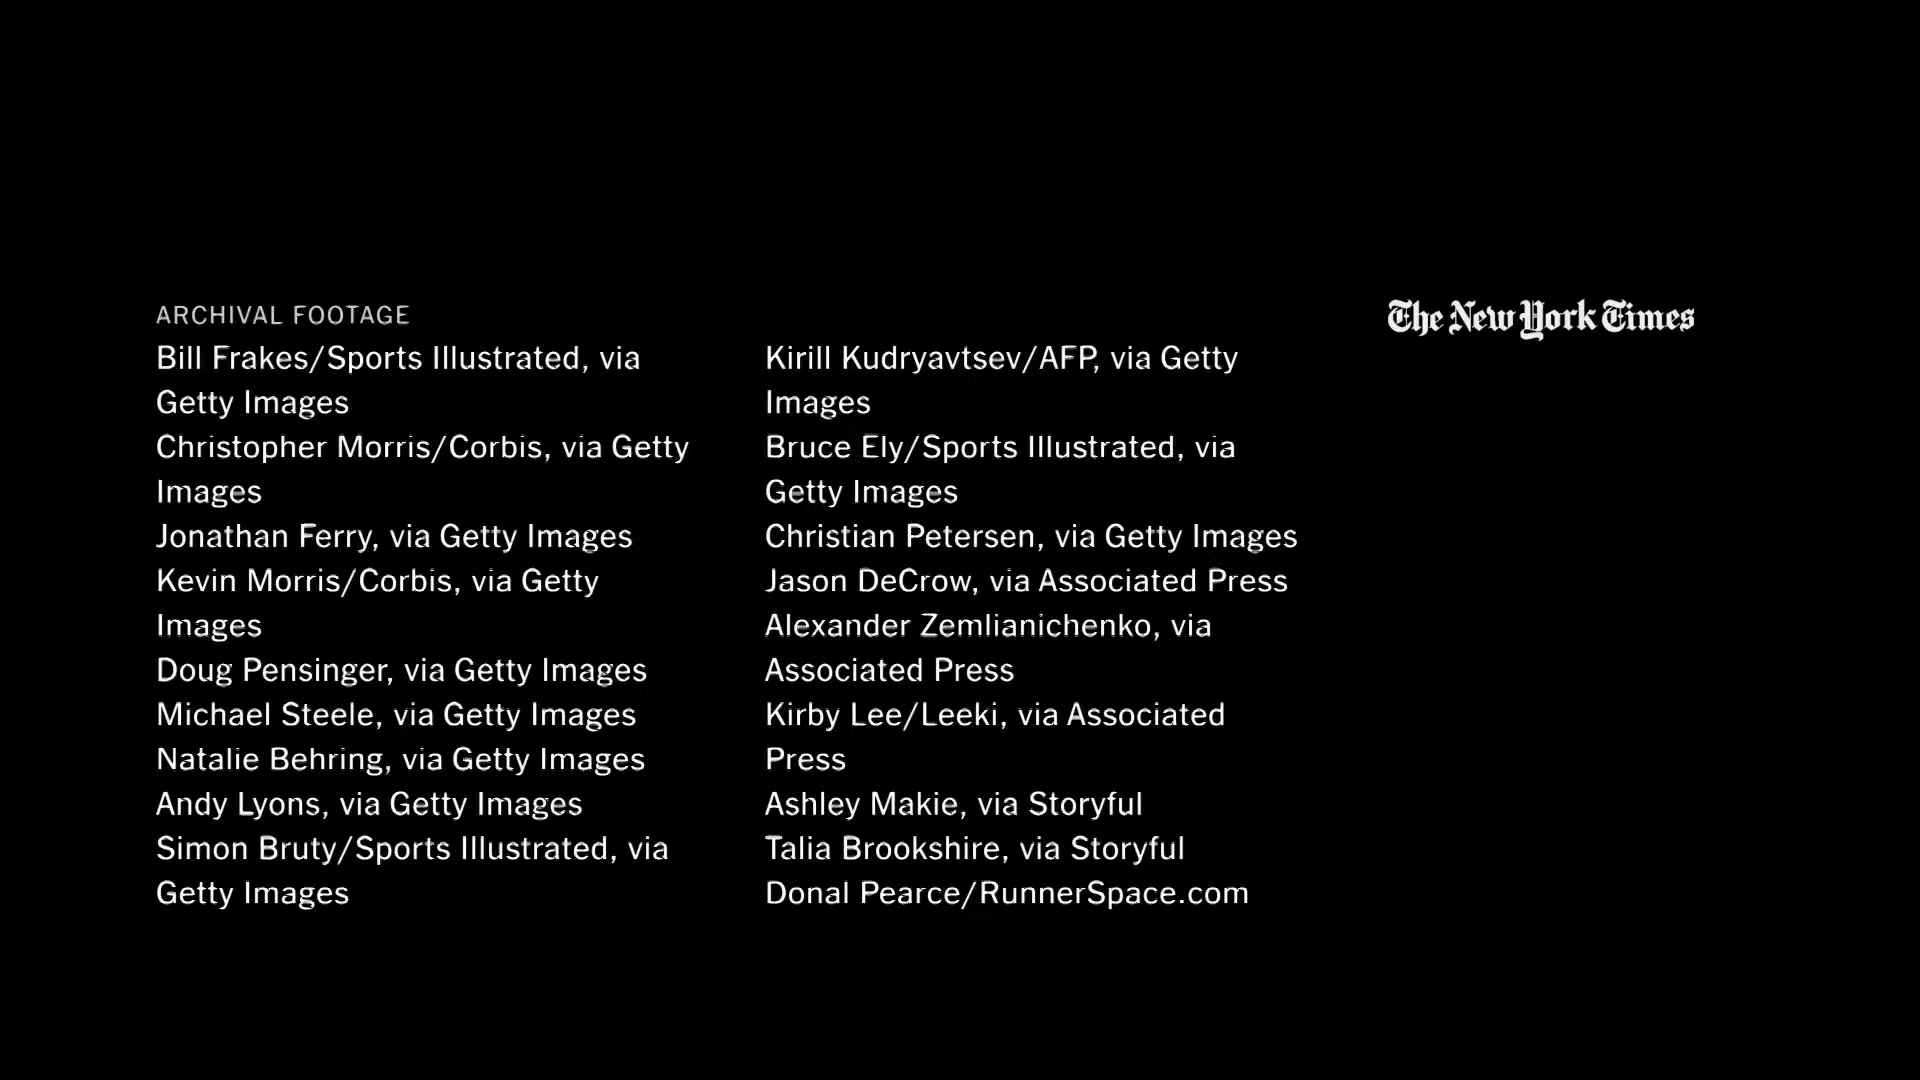 ARCHIVAL FOOTAGE
Bill Frakes/Sports Illustrated, via
Getty Images
Christopher Morris/Corbis, via Getty
Images
Jonathan Ferry, via Getty Images
Kevin Morris/Corbis, via Getty
Images
Doug Pensinger, via Getty Images
Michael Steele, via Getty Images
Natalie Behring, via Getty Images
Andy Lyons, via Getty Images
Simon Bruty/Sports Illustrated, via
Getty Images
Kirill Kudryavtsev/AFP, via Getty
Images
Bruce Ely/Sports Illustrated, via
Getty Images
Christian Petersen, via Getty Images
Jason DeCrow, via Associated Press
Alexander Zemlianichenko, via
Associated Press
Kirby Lee/Leeki, via Associated
Press
Ashley Makie, via Storyful
Talia Brookshire, via Storyful
Donal Pearce/RunnerSpace.com
The New York Times